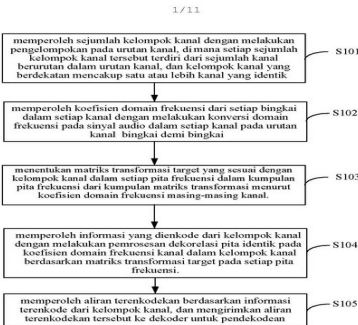 1/11
memperoleh sejumlah kelompok kanal dengan melakukan
pengelompokan pada urutan kanal, di mana setiap sejumlah
kelompok kanal tersebut terdiri dari sejumlah kanal
berurutan dalam urutan kanal, dan kelompok kanal yang
berdekatan mencakup satu atau lebih kanal yang identik
S101
memperoleh koefisien domain frekuensi dari setiap bingkai
dalam setiap kanal dengan melakukan konversi domain
frekuensi pada sinyal audio dalam setiap kanal pada urutan
kanal bingkai demi bingkai
S102
menentukan matriks transformasi target yang sesuai dengan
kelompok kanal dalam setiap pita frekuensi dalam kumpulan
pita frekuensi dari kumpulan matriks transformasi menurut
koefisien domain frekuensi masing-masing kanal.
S103
memperoleh informasi yang dienkode dari kelompok kanal
dengan melakukan pemrosesan dekorelasi pita identik pada
koefisien domain frekuensi kanal dalam kelompok kanal
berdasarkan matriks transformasi target pada setiap pita
frekuensi.
S104
memperoleh aliran terenkodekan berdasarkan informasi
terenkode dari kelompok kanal, dan mengirimkan aliran
terenkodekan tersebut ke dekoder untuk pendekodean
S105